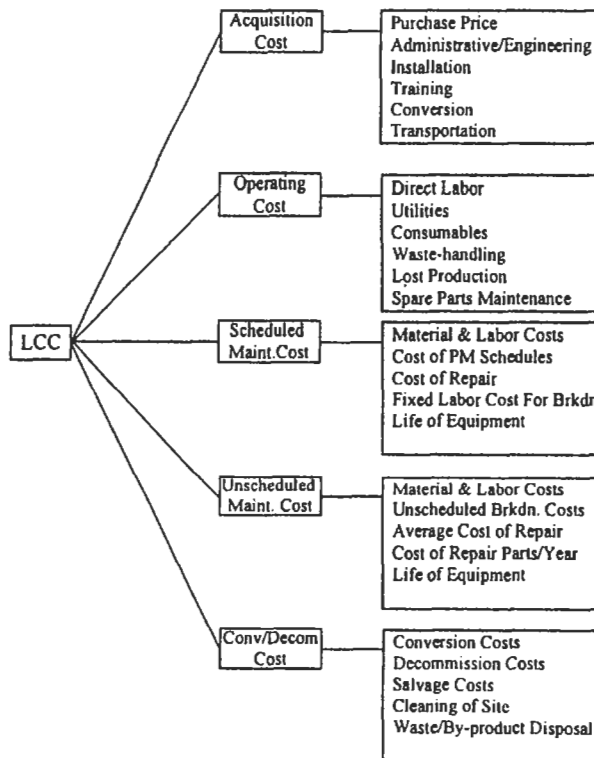 Acquisition
Cost
Purchase Price
Administrative/Engineering
Installation
Training
Conversion
Transportation
Operating
Cost
Direct Labor
Utilities
Consumables
Waste-handling
Lost Production
Spare Parts Maintenance
LCC
Scheduled
Maint.Cost
Material & Labor Costs
Cost of PM Schedules
Cost of Repair
Fixed Labor Cost For Brkdn
Life of Equipment
Unscheduled
Maint. Cost
Material & Labor Costs
Unscheduled Brkdn. Costs
Average Cost of Repair
Cost of Repair Parts/Year
Life of Equipment
Conv/Decom
Cost
Conversion Costs
Decommission Costs
Salvage Costs
Cleaning of Site
Waste/By-product Disposal